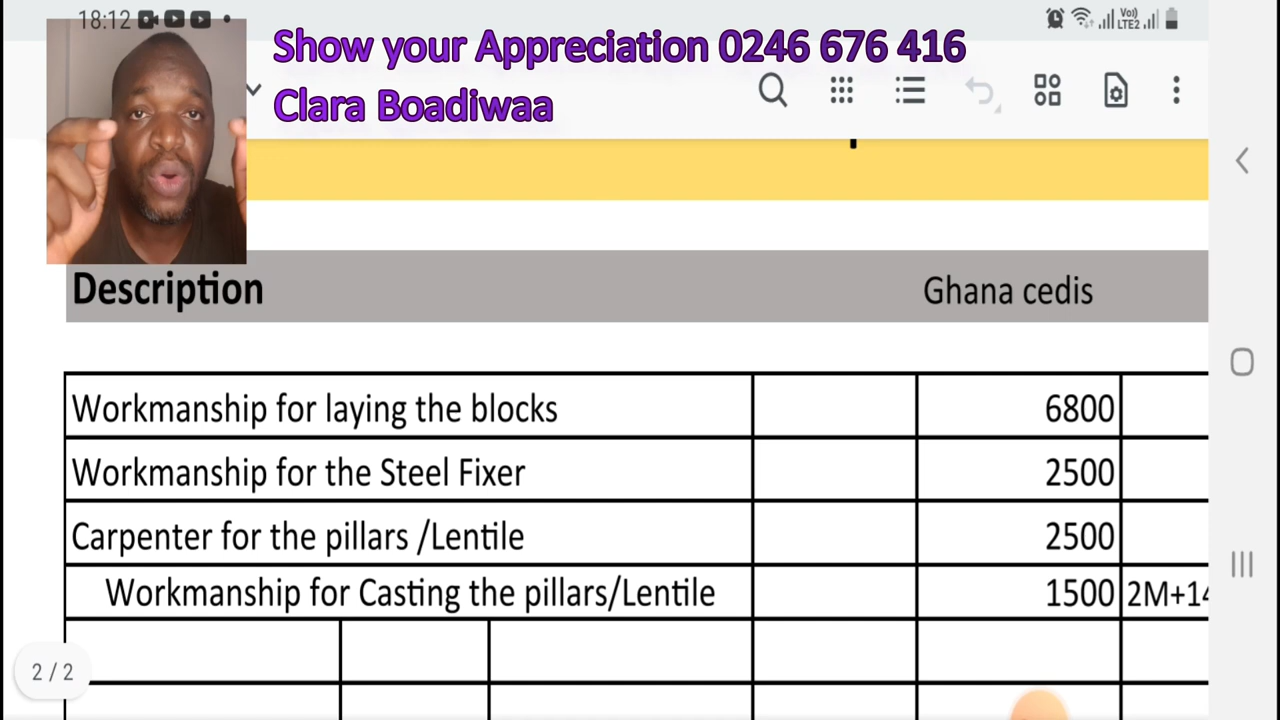 18:12
Vo)
LTE2
Show your Appreciation 0246 676 416
Clara Boadiwaa
Description Ghana cedis
Workmanship for laying the blocks 6800
Workmanship for the Steel Fixer 2500
Carpenter for the pillars /Lentile 2500
Workmanship for Casting the pillars/Lentile 1500 2M+14
2 / 2